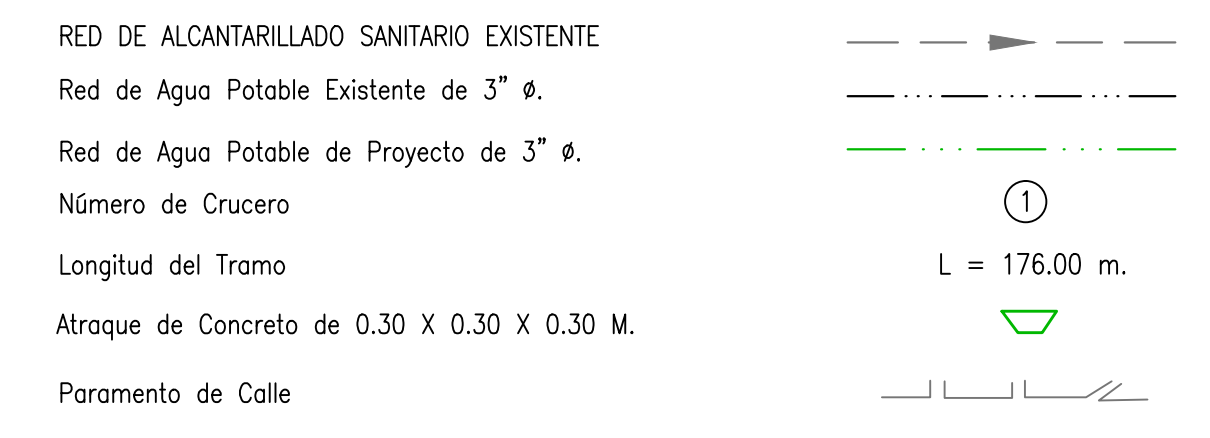 RED DE ALCANTARILLADO SANITARIO EXISTENTE
Red de Agua Potable Existente de 3" ø.
Red de Agua Potable de Proyecto de 3" ø.
Número de Crucero 1
Longitud del Tramo L = 176.00 m.
Atraque de Concreto de 0.30 X 0.30 X 0.30 M.
Paramento de Calle